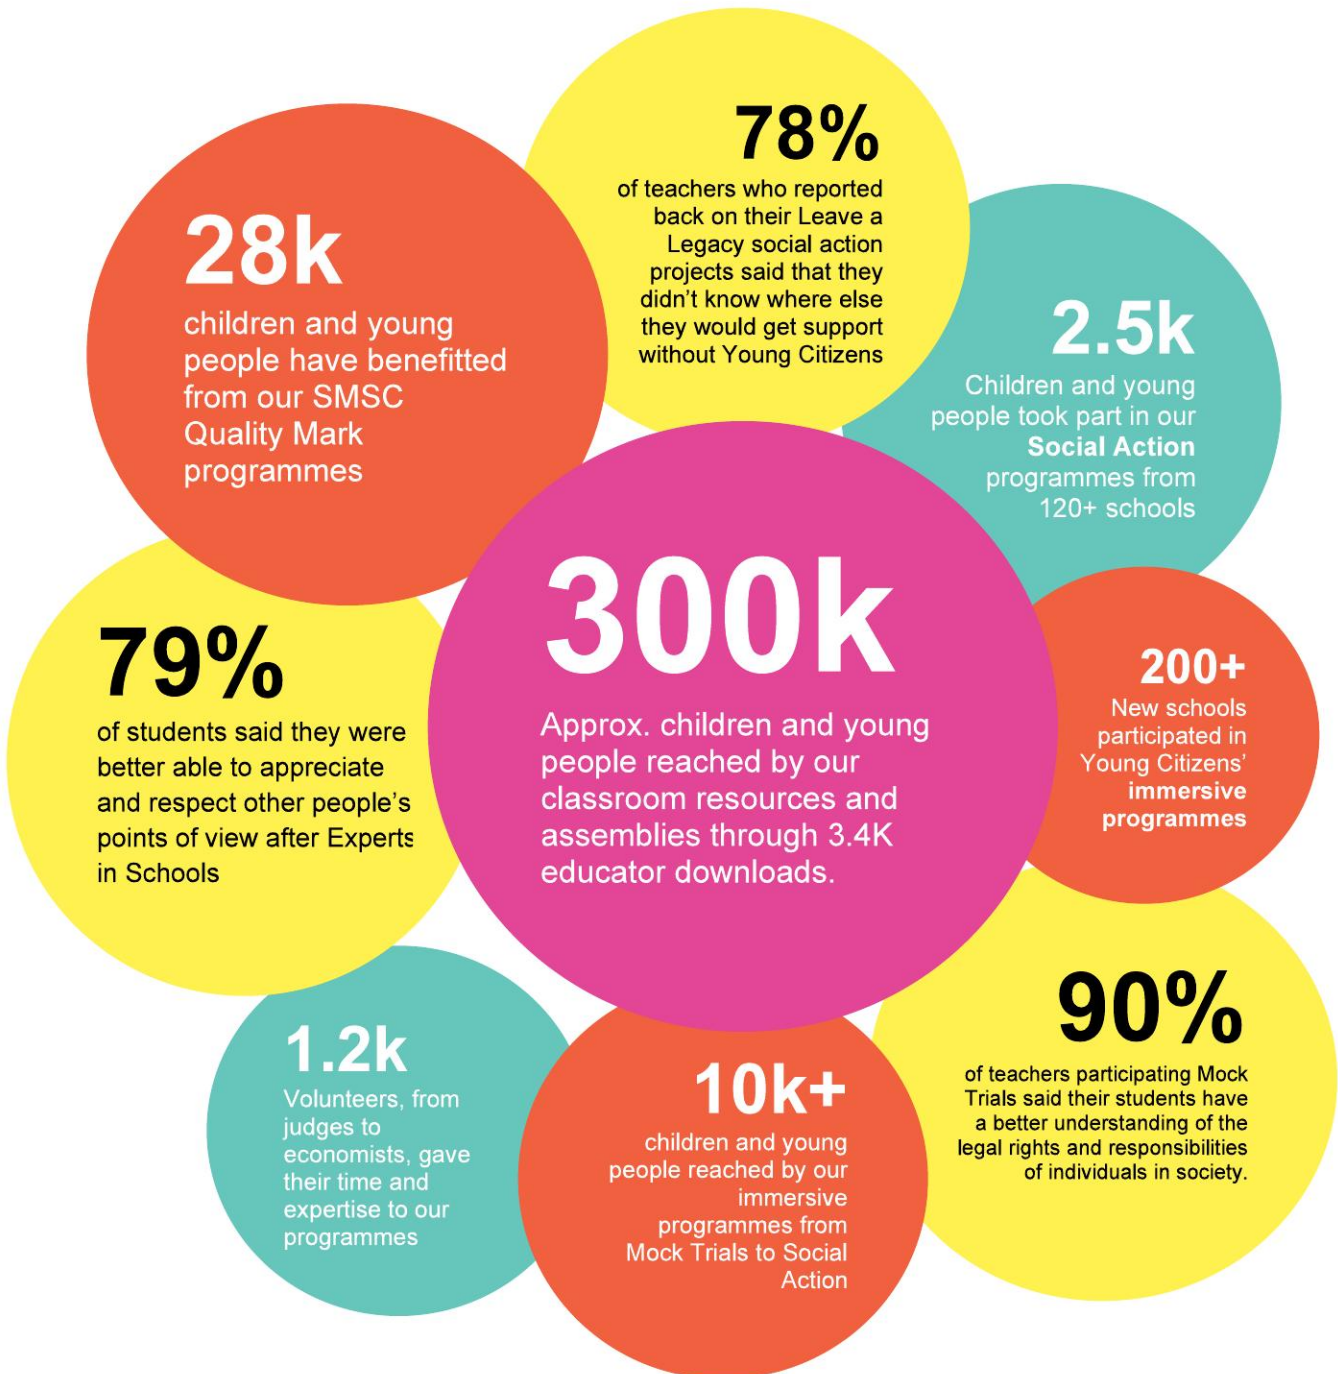 78%
of teachers who reported
back on their Leave a
Legacy social action
projects said that they
didn't know where else
they would get support
without Young Citizens
28k
children and young
people have benefitted
from our SMSC
Quality Mark
programmes
2.5k
Children and young
people took part in our
Social Action
programmes from
120+ schools
300k
Approx. children and young
people reached by our
classroom resources and
assemblies through 3.4K
educator downloads.
79%
of students said they were
better able to appreciate
and respect other people's
points of view after Experts
in Schools
200+
New schools
participated in
Young Citizens'
immersive
programmes
90%
of teachers participating Mock
Trials said their students have
a better understanding of the
legal rights and responsibilities
of individuals in society.
1.2k
Volunteers, from
judges to
economists, gave
their time and
expertise to our
programmes
10k+
children and young
people reached by our
immersive
programmes from
Mock Trials to Social
Action